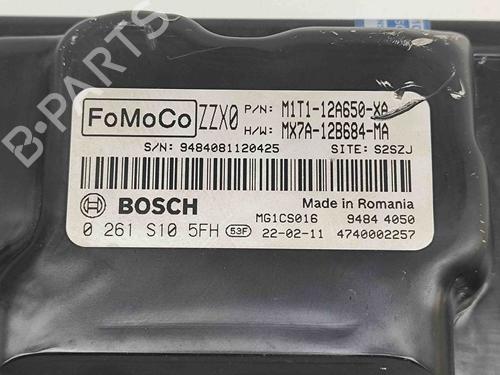 B-PARTS
FoMoCo ZZX0 P/N: M1T1-12A650-XA
H/W: MX7A-12B684-MA
S/N: 9484081120425 SITE: S2SZJ
BOSCH Made in Romania
MG1CS016 9484 4050
0 261 S10 5FH 53F 22-02-11 4740002257